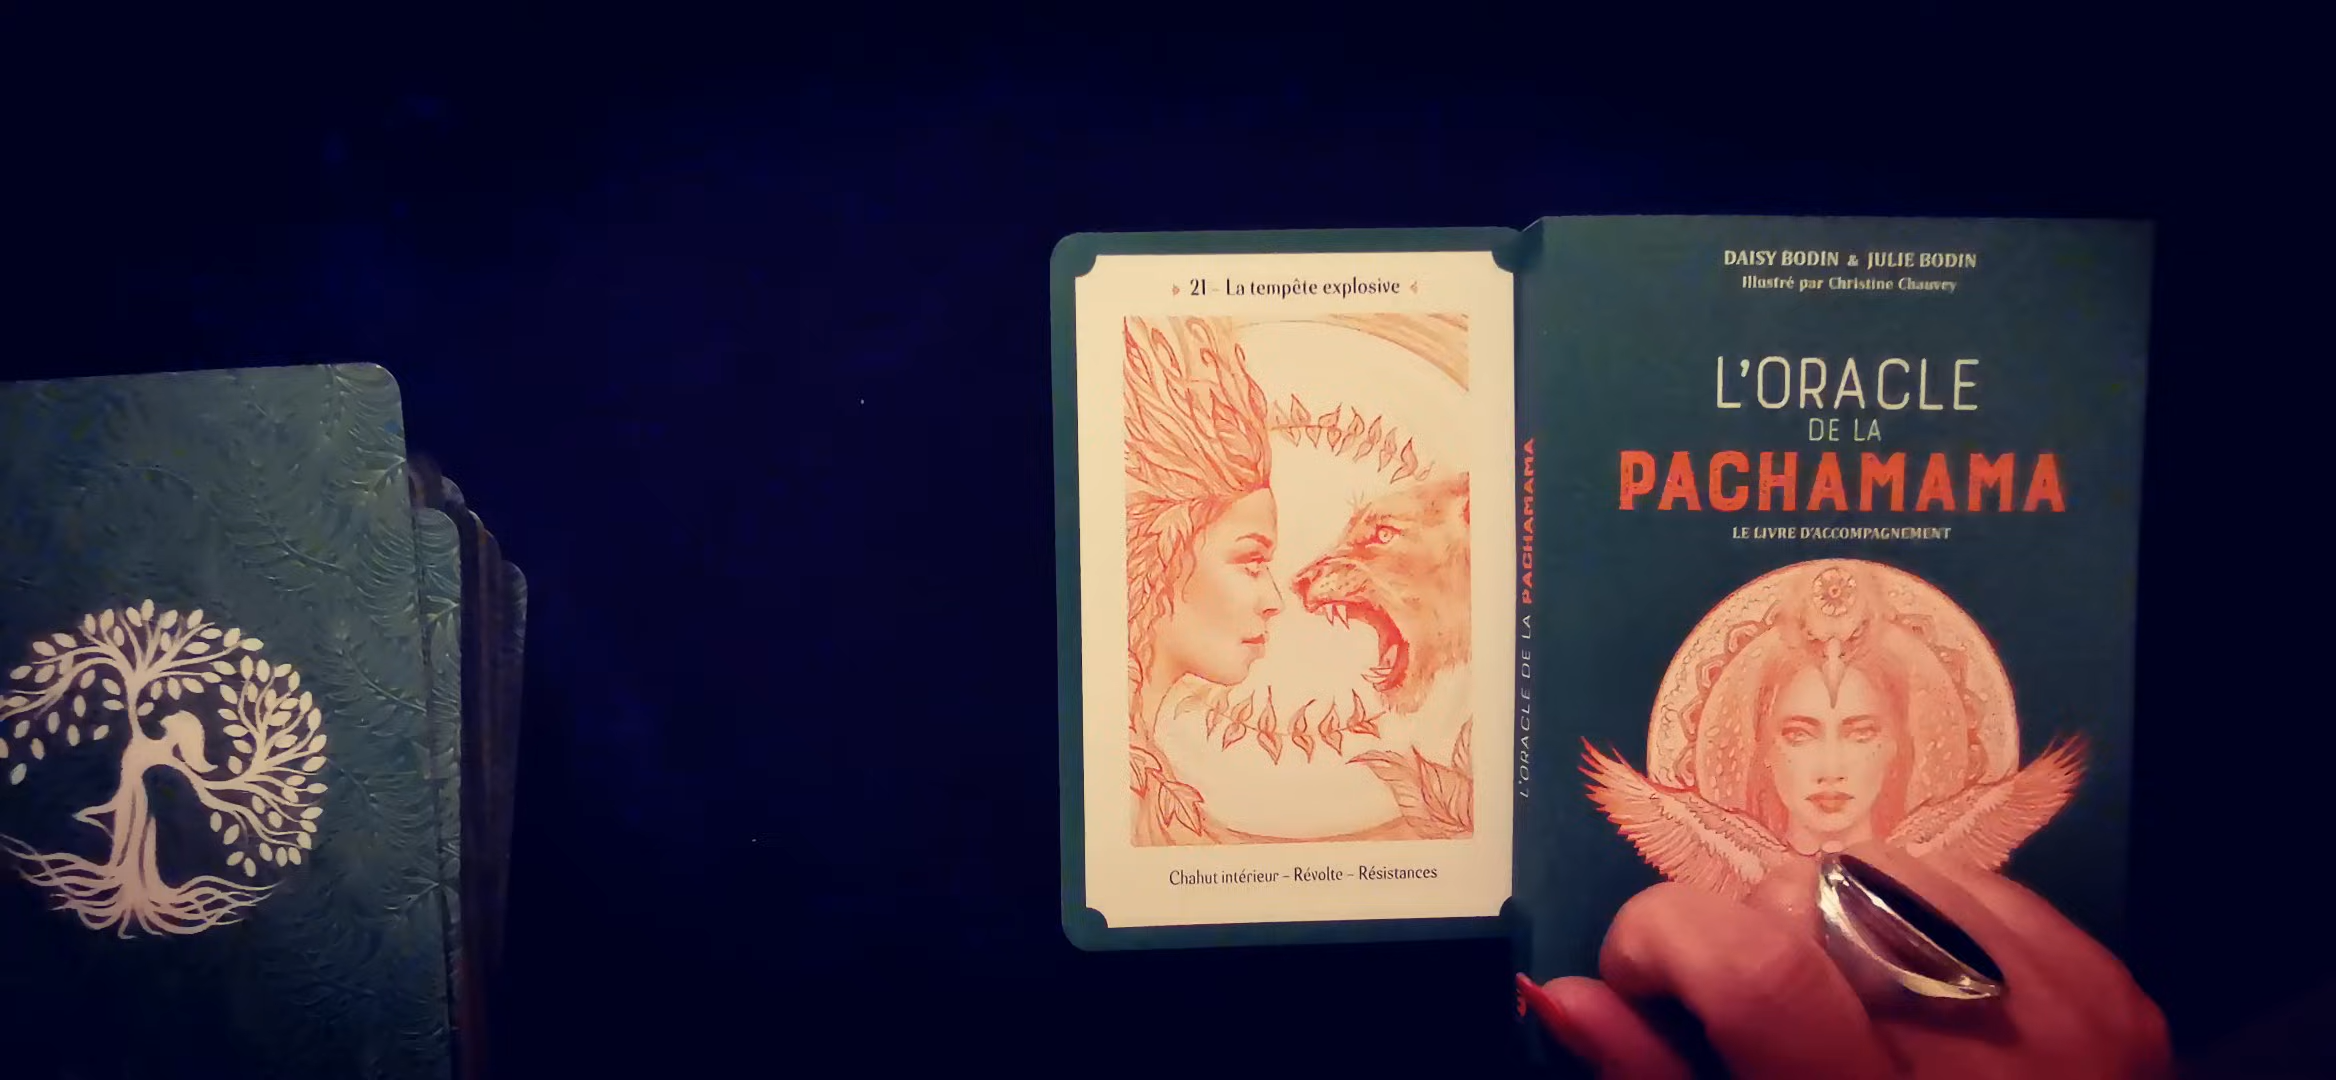 21 - La tempête explosive
Chahut intérieur – Révolte – Résistances
L'ORACLE DE LA PACHAMAMA
DAISY BODIN & JULIE BODIN
Illustré par Christine Chauvey
L'ORACLE
DE LA
PACHAMAMA
LE LIVRE D'ACCOMPAGNEMENT